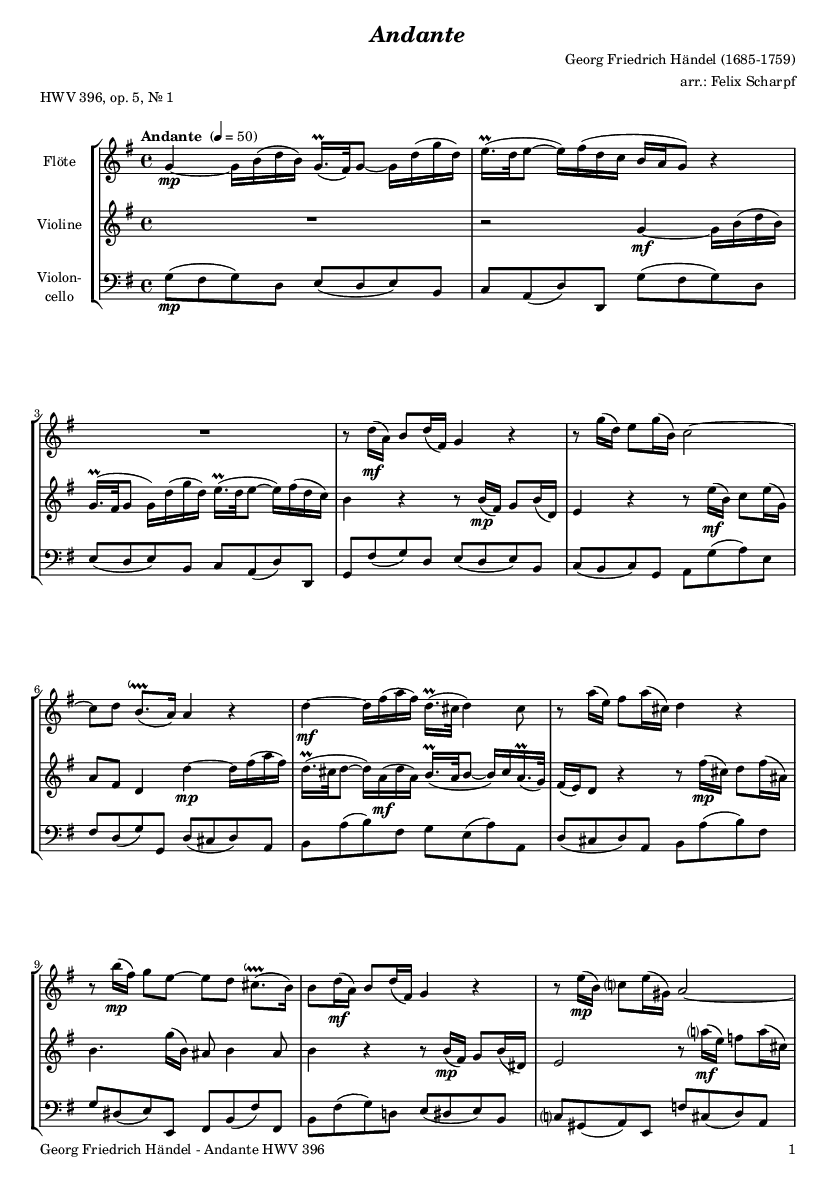 Andante
Georg Friedrich Händel (1685-1759)
arr.: Felix Scharpf
HWV 396, op. 5, № 1
Andante (♩ = 50)
Flöte
mp
Violine
mf
Violon-
cello
mp
3
mf
mp
mf
6
mf
mp
mf
mp
9
mp
mf
mp
mp
mf
Georg Friedrich Händel - Andante HWV 396
1